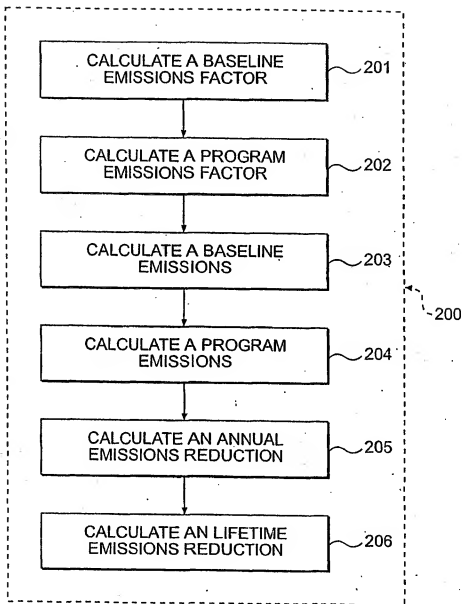 CALCULATE A BASELINE
EMISSIONS FACTOR
201
CALCULATE A PROGRAM
EMISSIONS FACTOR
202
CALCULATE A BASELINE
EMISSIONS
203
200
CALCULATE A PROGRAM
EMISSIONS
204
CALCULATE AN ANNUAL
EMISSIONS REDUCTION
205
CALCULATE AN LIFETIME
EMISSIONS REDUCTION
206